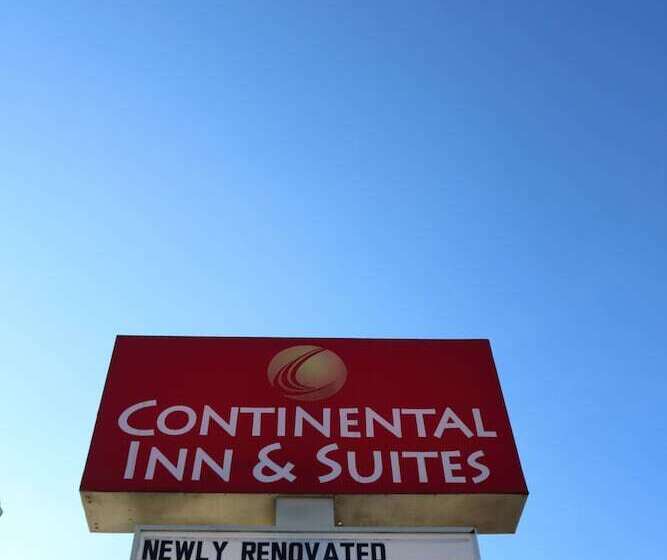 CONTINENTAL
INN & SUITES
NEWLY RENOVATED